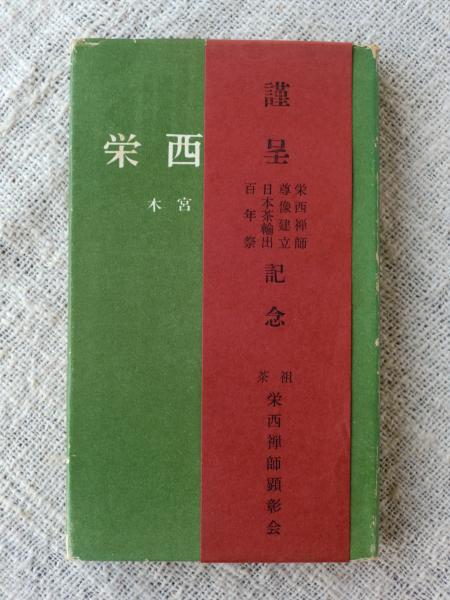 栄西
木宮
謹呈
栄西禅師
尊像建立
日本茶輸出
百年祭
記念
茶祖
栄西禅師顕彰会